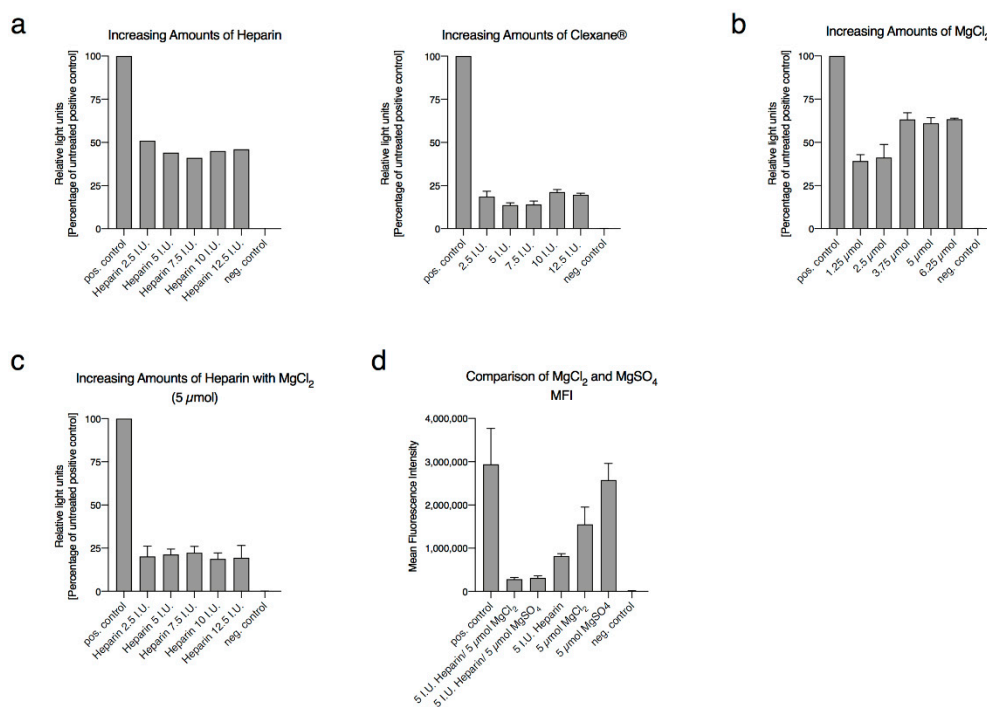 a
Increasing Amounts of Heparin
Relative light units
[Percentage of untreated positive control]
100
75
50
25
0
pos. control
Heparin 2.5 I.U.
Heparin 5 I.U.
Heparin 7.5 I.U.
Heparin 10 I.U.
Heparin 12.5 I.U.
neg. control
Increasing Amounts of Clexane®
Relative light units
[Percentage of untreated positive control]
100
75
50
25
0
pos. control
2.5 I.U.
5 I.U.
7.5 I.U.
10 I.U.
12.5 I.U.
neg. control
b
Increasing Amounts of MgCl₂
Relative light units
[Percentage of untreated positive control]
100
75
50
25
0
pos. control
1.25 µmol
2.5 µmol
3.75 µmol
5 µmol
6.25 µmol
neg. control
c
Increasing Amounts of Heparin with MgCl₂
(5 µmol)
Relative light units
[Percentage of untreated positive control]
100
75
50
25
0
pos. control
Heparin 2.5 I.U.
Heparin 5 I.U.
Heparin 7.5 I.U.
Heparin 10 I.U.
Heparin 12.5 I.U.
neg. control
d
Comparison of MgCl₂ and MgSO₄
MFI
Mean Fluorescence Intensity
4,000,000
3,000,000
2,000,000
1,000,000
0
pos. control
5 I.U. Heparin/ 5 µmol MgCl₂
5 I.U. Heparin/ 5 µmol MgSO₄
5 I.U. Heparin
5 µmol MgCl₂
5 µmol MgSO4
neg. control